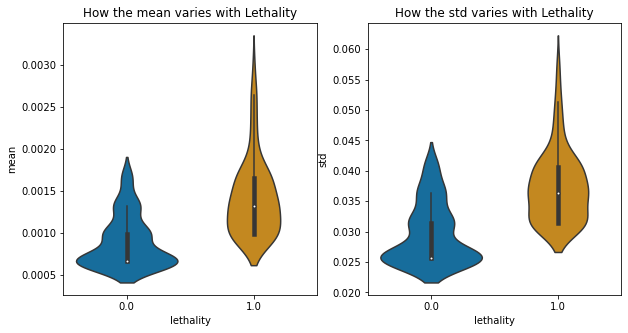 How the mean varies with Lethality
mean
0.0030
0.0025
0.0020
0.0015
0.0010
0.0005
0.0 1.0
lethality
How the std varies with Lethality
std
0.060
0.055
0.050
0.045
0.040
0.035
0.030
0.025
0.020
0.0 1.0
lethality